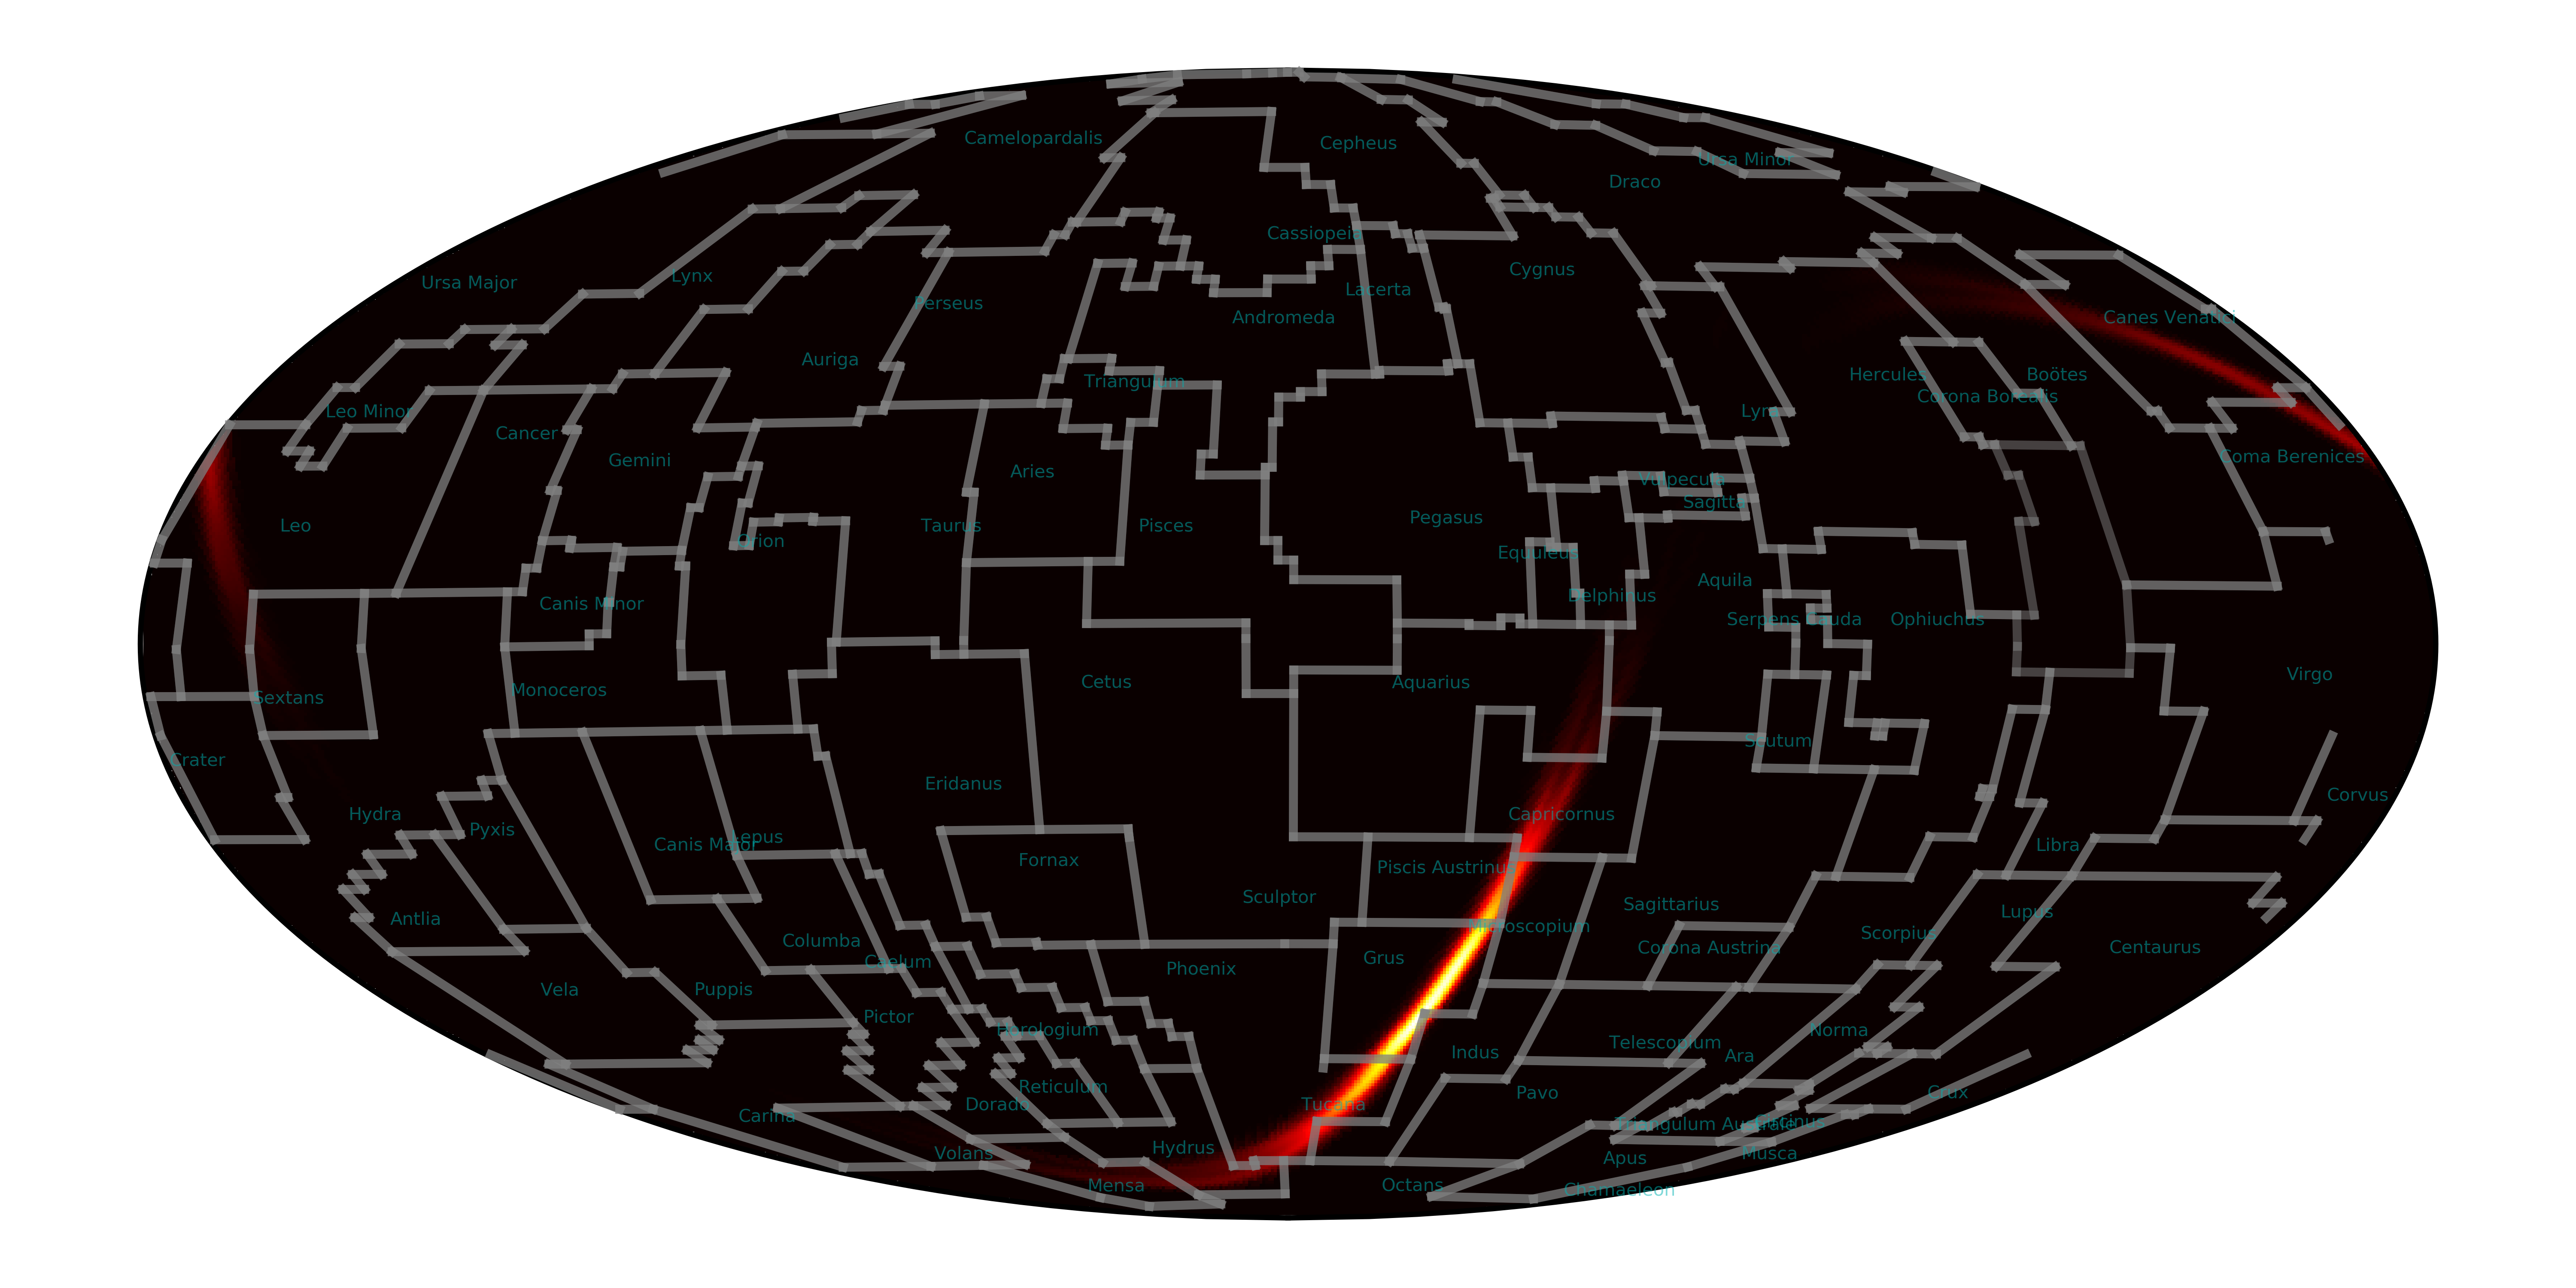 Camelopardalis
Cepheus
Ursa Minor
Draco
Cassiopeia
Cygnus
Lynx
Ursa Major
Lacerta
Perseus
Andromeda
Canes Venatici
Auriga
Hercules
Boötes
Triangulum
Corona Borealis
Leo Minor
Lyra
Cancer
Coma Berenices
Gemini
Aries
Vulpecula
Sagitta
Pegasus
Leo
Taurus
Pisces
Orion
Equuleus
Aquila
Delphinus
Canis Minor
Serpens Cauda
Ophiuchus
Virgo
Cetus
Aquarius
Monoceros
Sextans
Scutum
Crater
Eridanus
Corvus
Hydra
Capricornus
Pyxis
Lepus
Canis Major
Libra
Fornax
Piscis Austrinus
Sculptor
Sagittarius
Lupus
Antlia
Microscopium
Scorpius
Columba
Corona Austrina
Centaurus
Grus
Caelum
Phoenix
Vela
Puppis
Pictor
Horologium
Norma
Telescopium
Indus
Ara
Reticulum
Pavo
Crux
Dorado
Tucana
Carina
Circinus
Triangulum Australe
Hydrus
Volans
Musca
Apus
Mensa
Octans
Chamaeleon